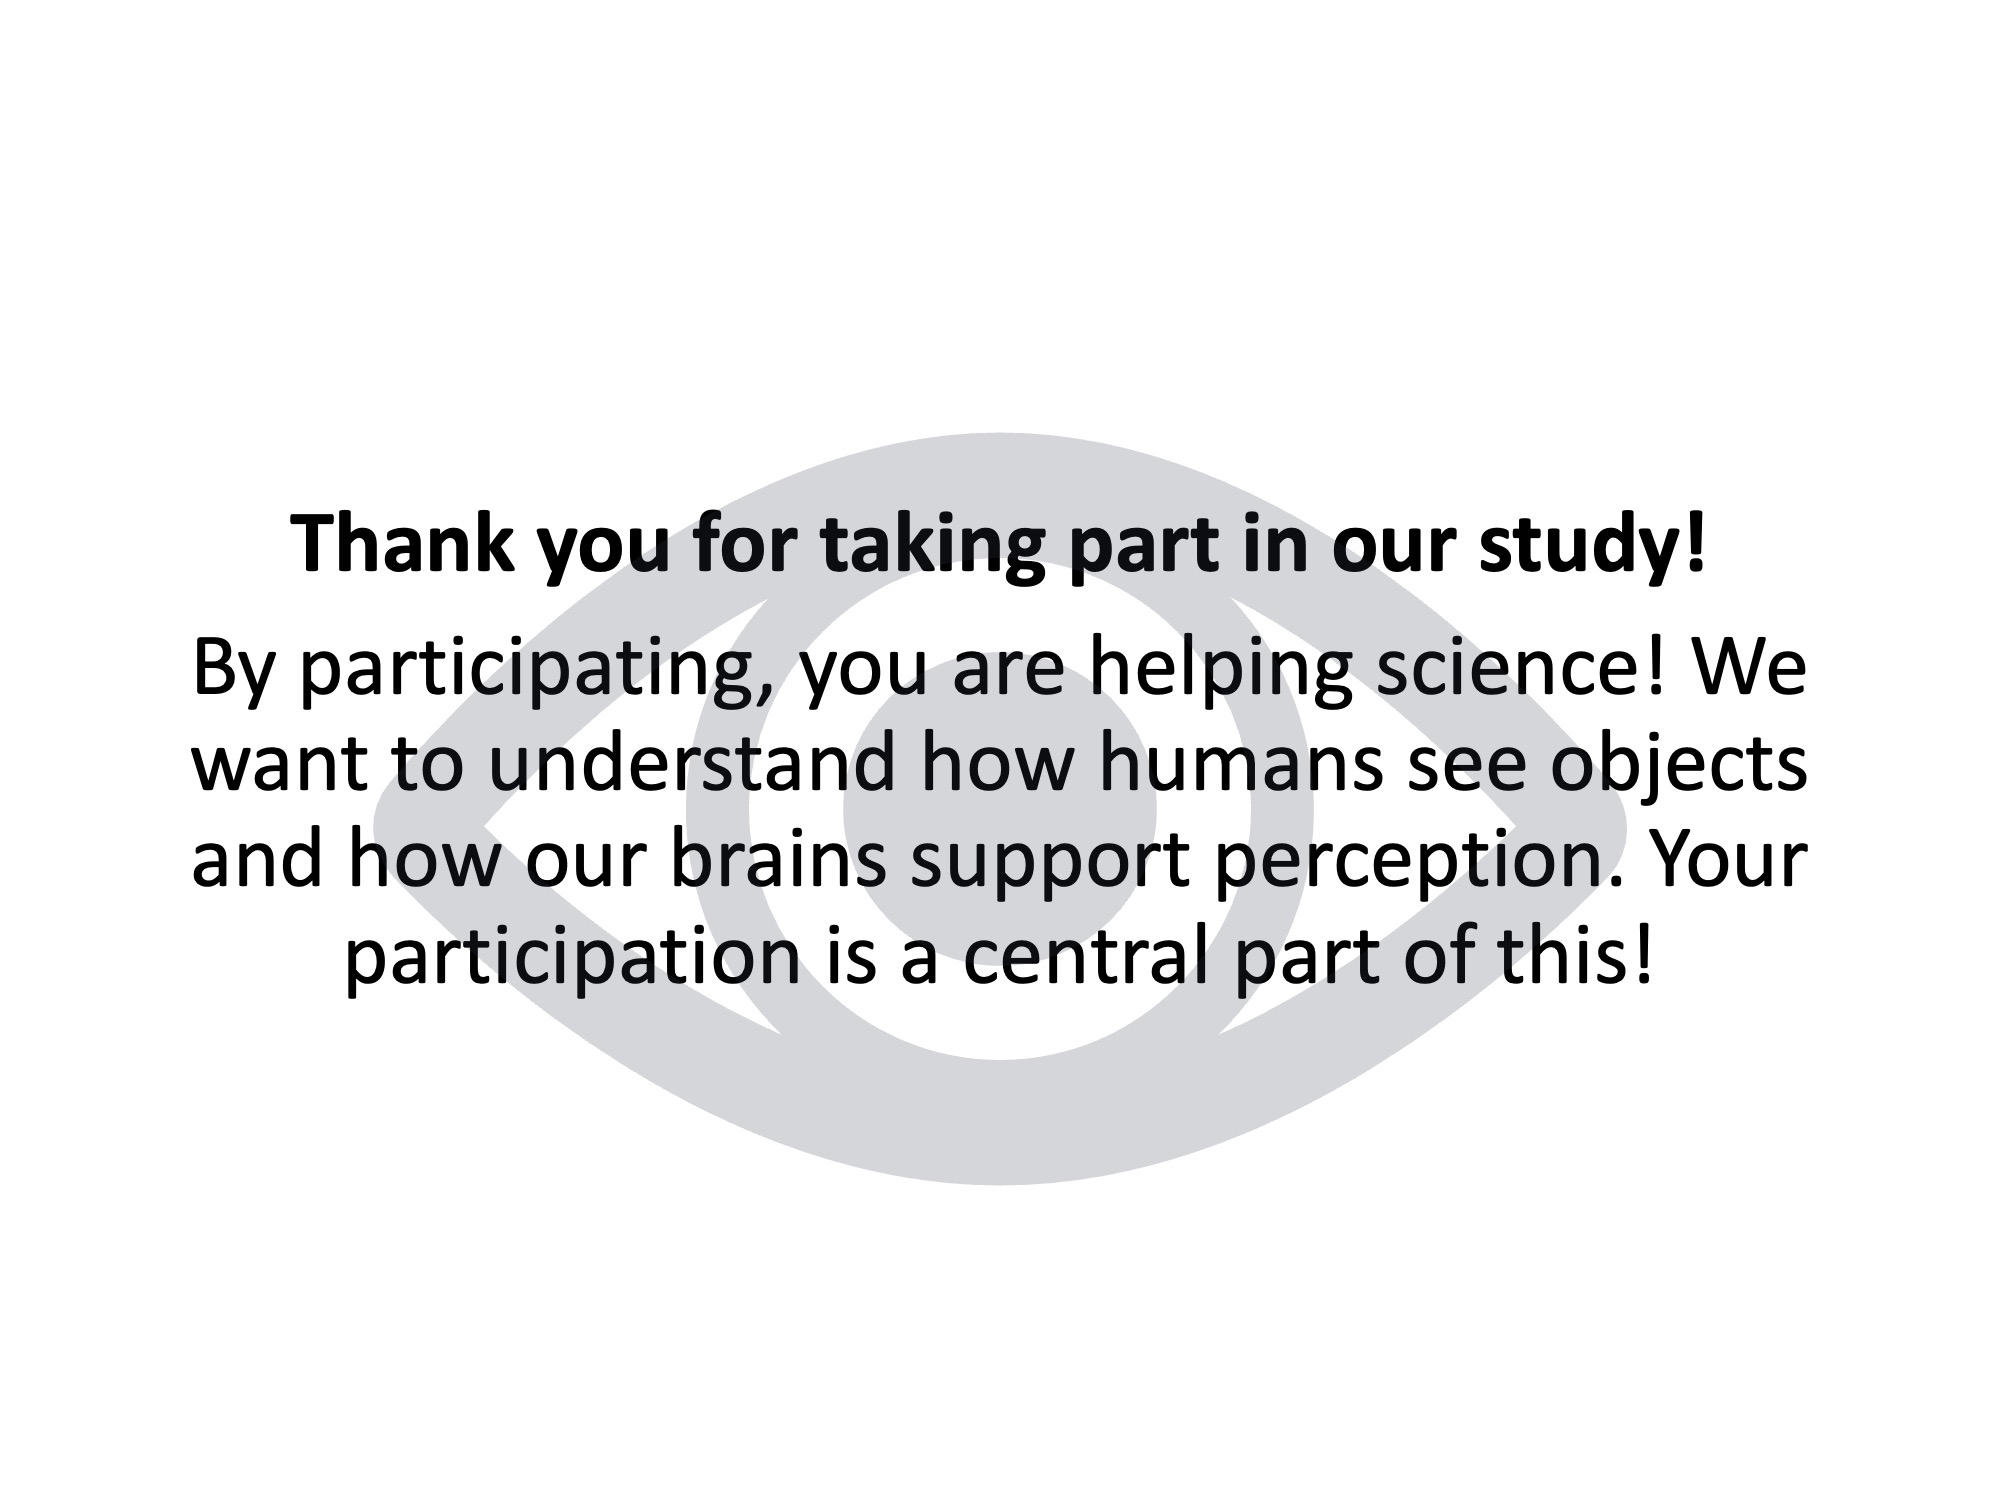 Thank you for taking part in our study!
By participating, you are helping science! We
want to understand how humans see objects
and how our brains support perception. Your
participation is a central part of this!